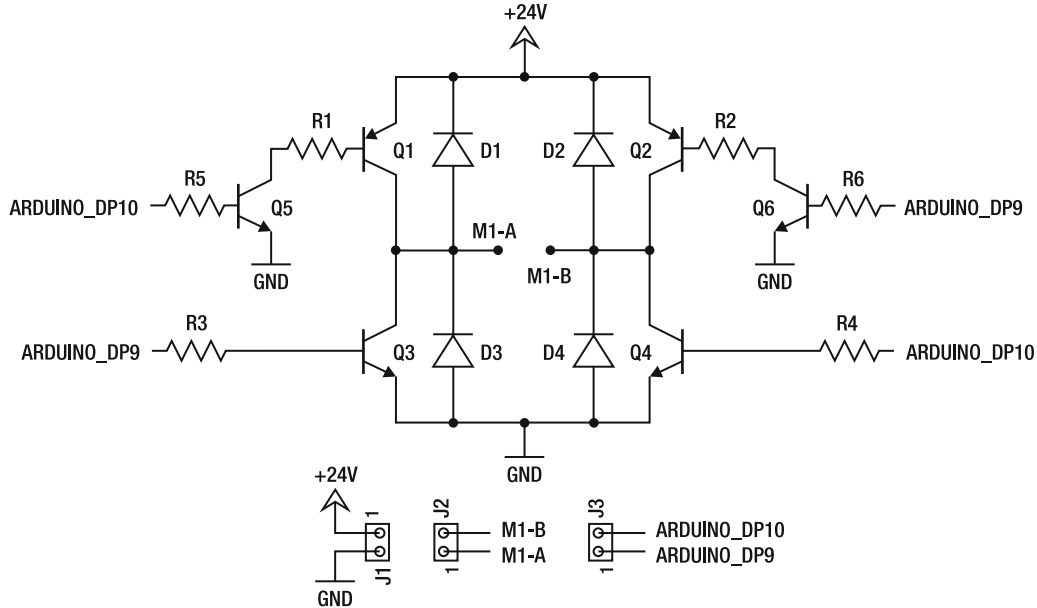 +24V
R1
Q1
D1
D2
Q2
R2
R5
R6
ARDUINO_DP10
Q5
Q6
ARDUINO_DP9
M1-A
M1-B
GND
GND
R3
R4
ARDUINO_DP9
Q3
D3
D4
Q4
ARDUINO_DP10
GND
+24V
1
J1
GND
J2
1
M1-B
M1-A
J3
1
ARDUINO_DP10
ARDUINO_DP9